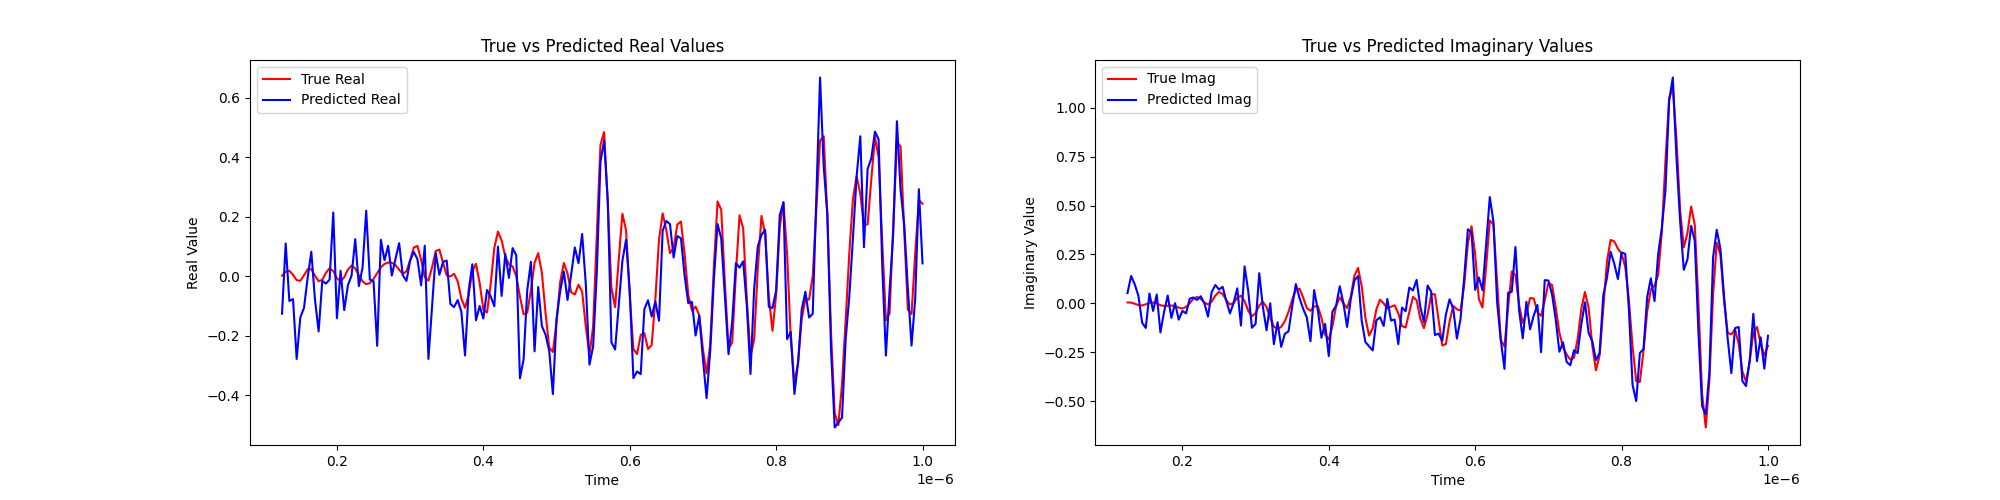 True vs Predicted Real Values
True Real
Predicted Real
Real Value
0.6
0.4
0.2
0.0
−0.2
−0.4
0.2 0.4 0.6 0.8 1.0
1e−6
Time
True vs Predicted Imaginary Values
True Imag
Predicted Imag
Imaginary Value
1.00
0.75
0.50
0.25
0.00
−0.25
−0.50
0.2 0.4 0.6 0.8 1.0
1e−6
Time